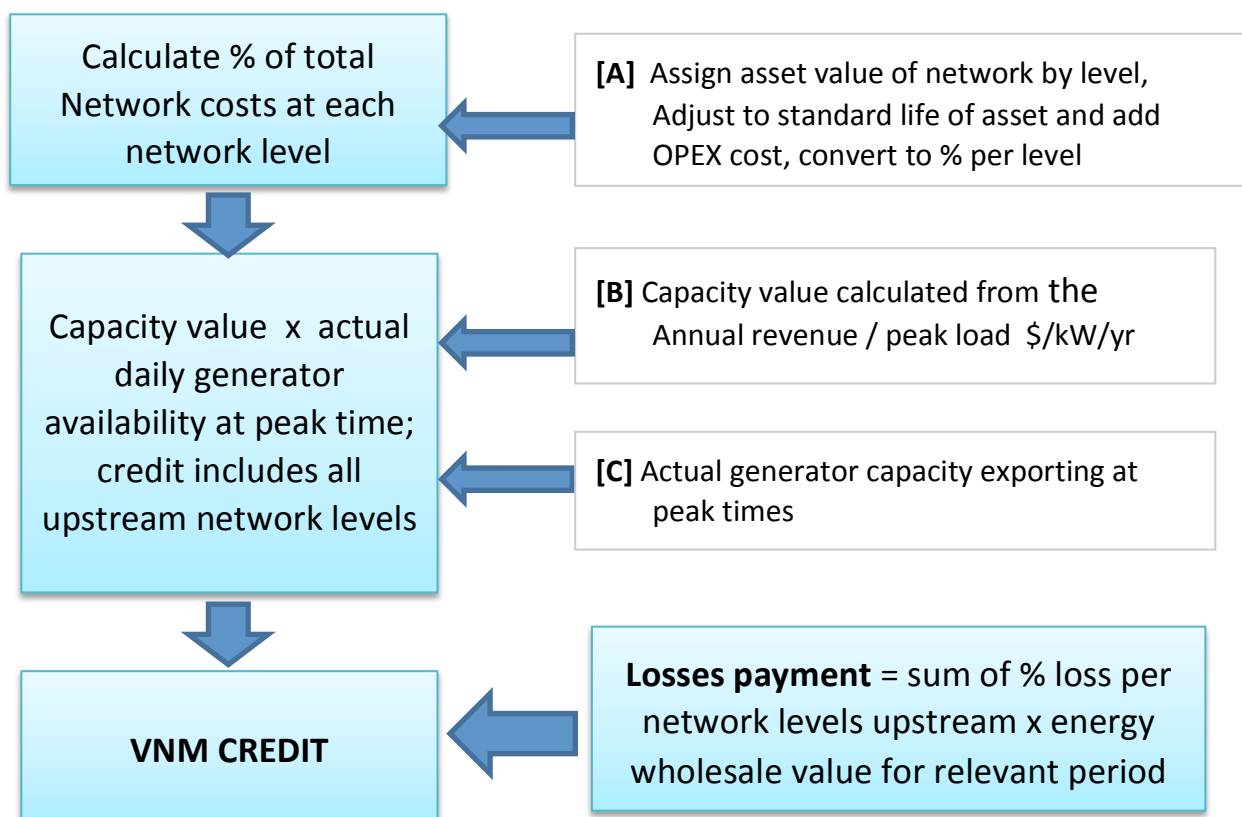 Calculate % of total
Network costs at each
network level
[A] Assign asset value of network by level,
Adjust to standard life of asset and add
OPEX cost, convert to % per level
Capacity value x actual
daily generator
availability at peak time;
credit includes all
upstream network levels
[B] Capacity value calculated from the
Annual revenue / peak load $/kW/yr
[C] Actual generator capacity exporting at
peak times
VNM CREDIT
Losses payment = sum of % loss per
network levels upstream x energy
wholesale value for relevant period